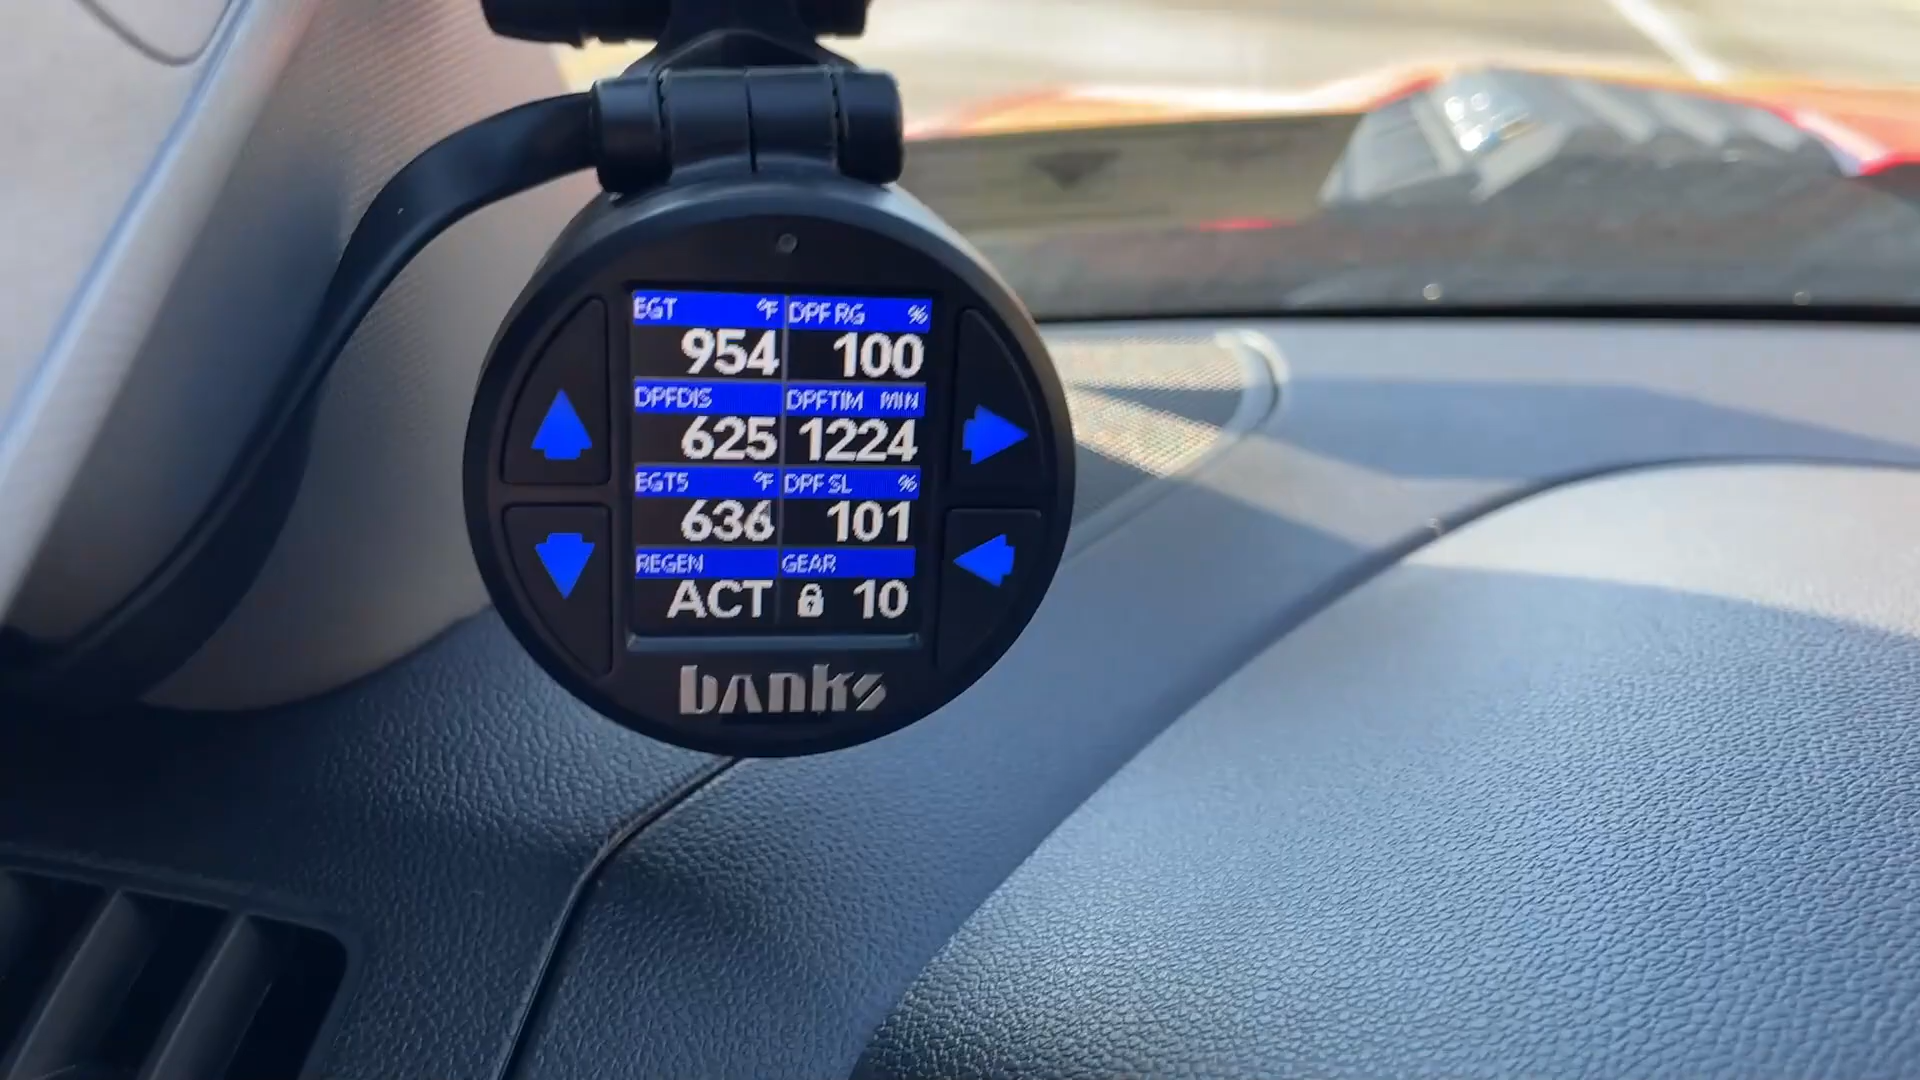 EGT °F DPF RG %
954 100
DPFDIS DPFTIM MIN
625 1224
EGT5 °F DPF SL %
636 101
REGEN GEAR
ACT 10
banks